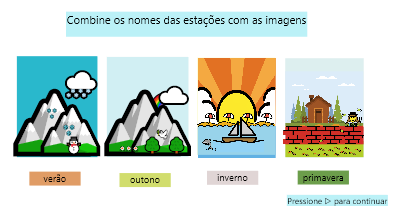 Combine os nomes das estações com as imagens
verão
outono
inverno
primavera
Pressione ▷ para continuar